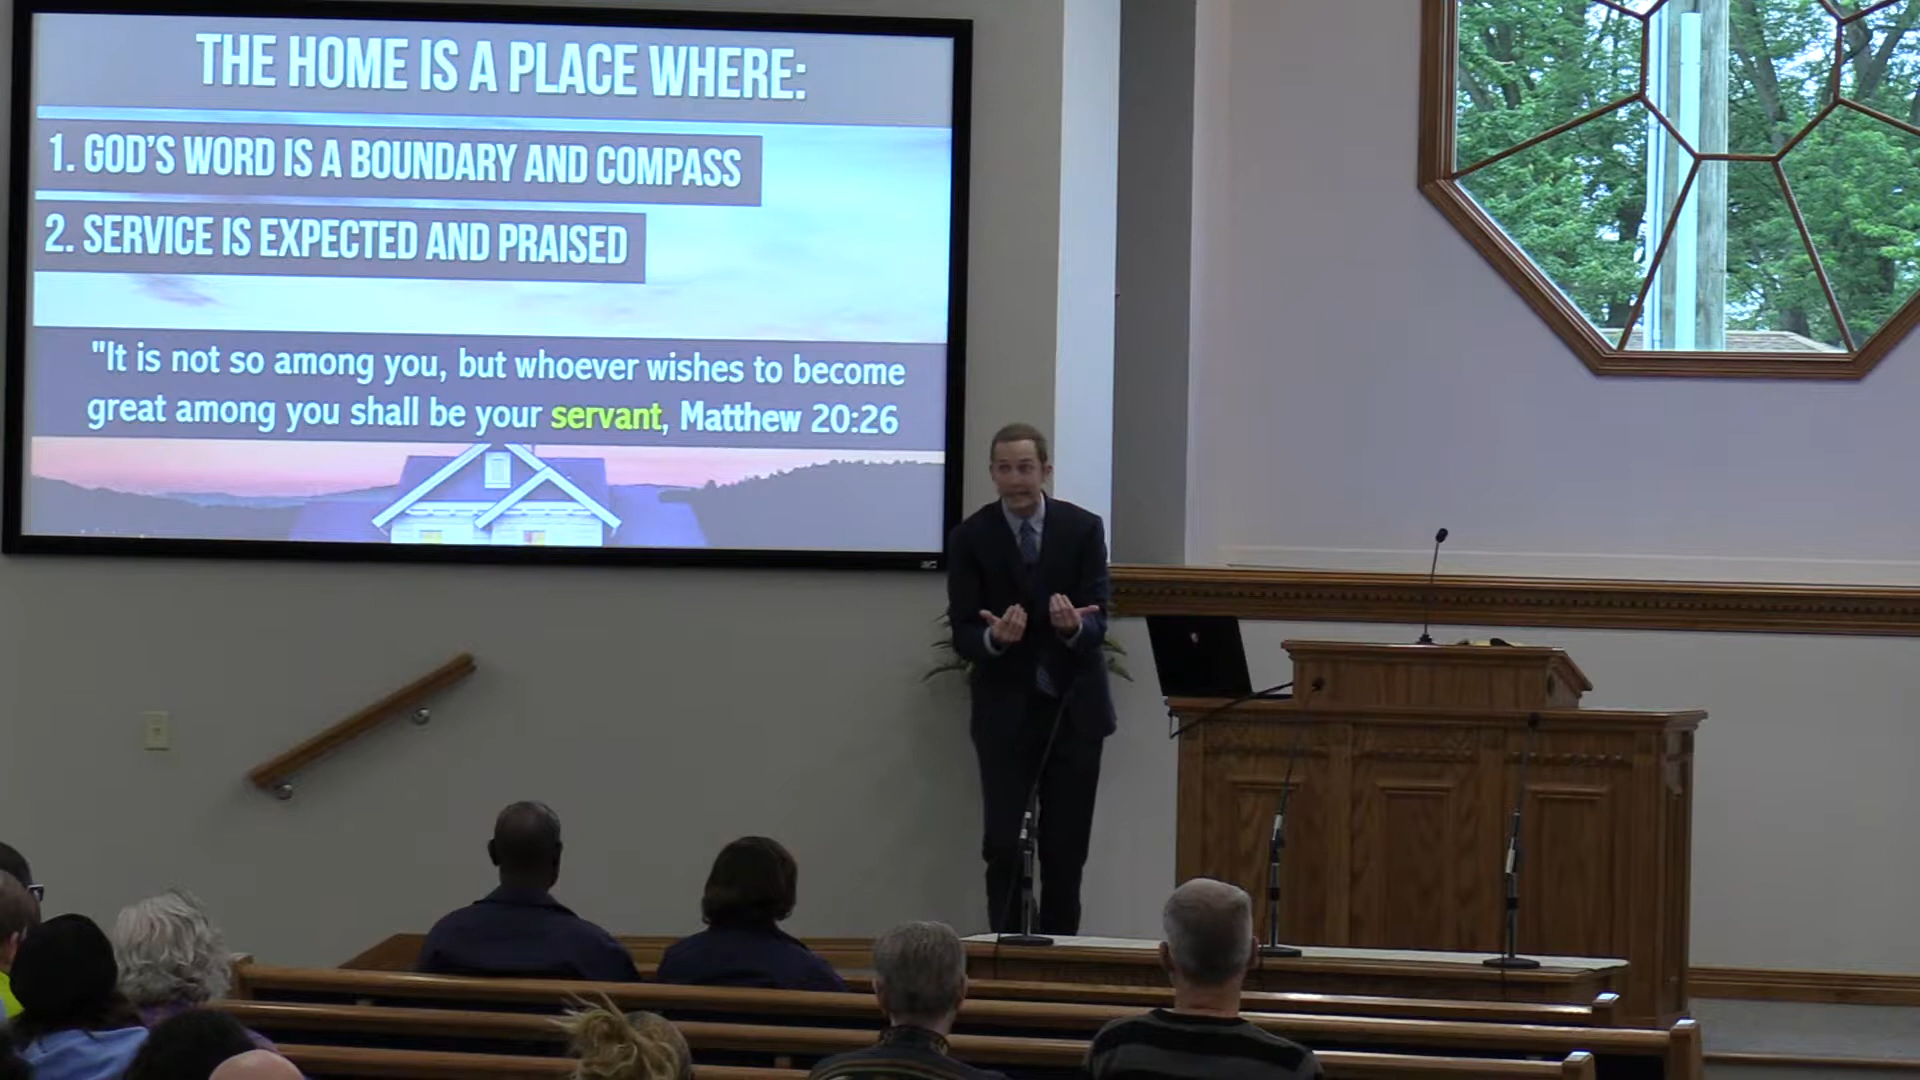 THE HOME IS A PLACE WHERE:
1. GOD'S WORD IS A BOUNDARY AND COMPASS
2. SERVICE IS EXPECTED AND PRAISED
"It is not so among you, but whoever wishes to become
great among you shall be your servant, Matthew 20:26